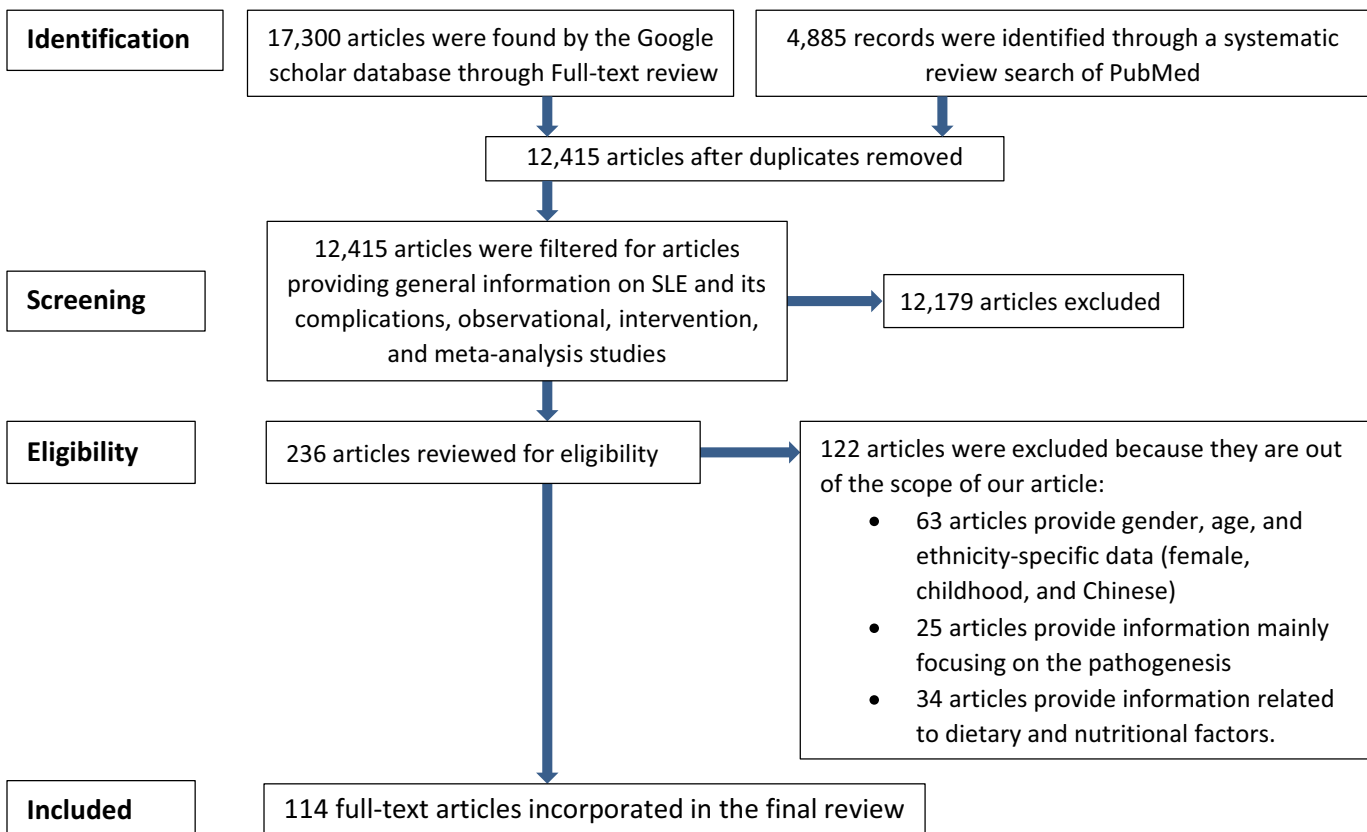 Identification
17,300 articles were found by the Google
scholar database through Full-text review
4,885 records were identified through a systematic
review search of PubMed
12,415 articles after duplicates removed
Screening
12,415 articles were filtered for articles
providing general information on SLE and its
complications, observational, intervention,
and meta-analysis studies
12,179 articles excluded
Eligibility
236 articles reviewed for eligibility
122 articles were excluded because they are out
of the scope of our article:
• 63 articles provide gender, age, and
ethnicity-specific data (female,
childhood, and Chinese)
• 25 articles provide information mainly
focusing on the pathogenesis
• 34 articles provide information related
to dietary and nutritional factors.
Included
114 full-text articles incorporated in the final review